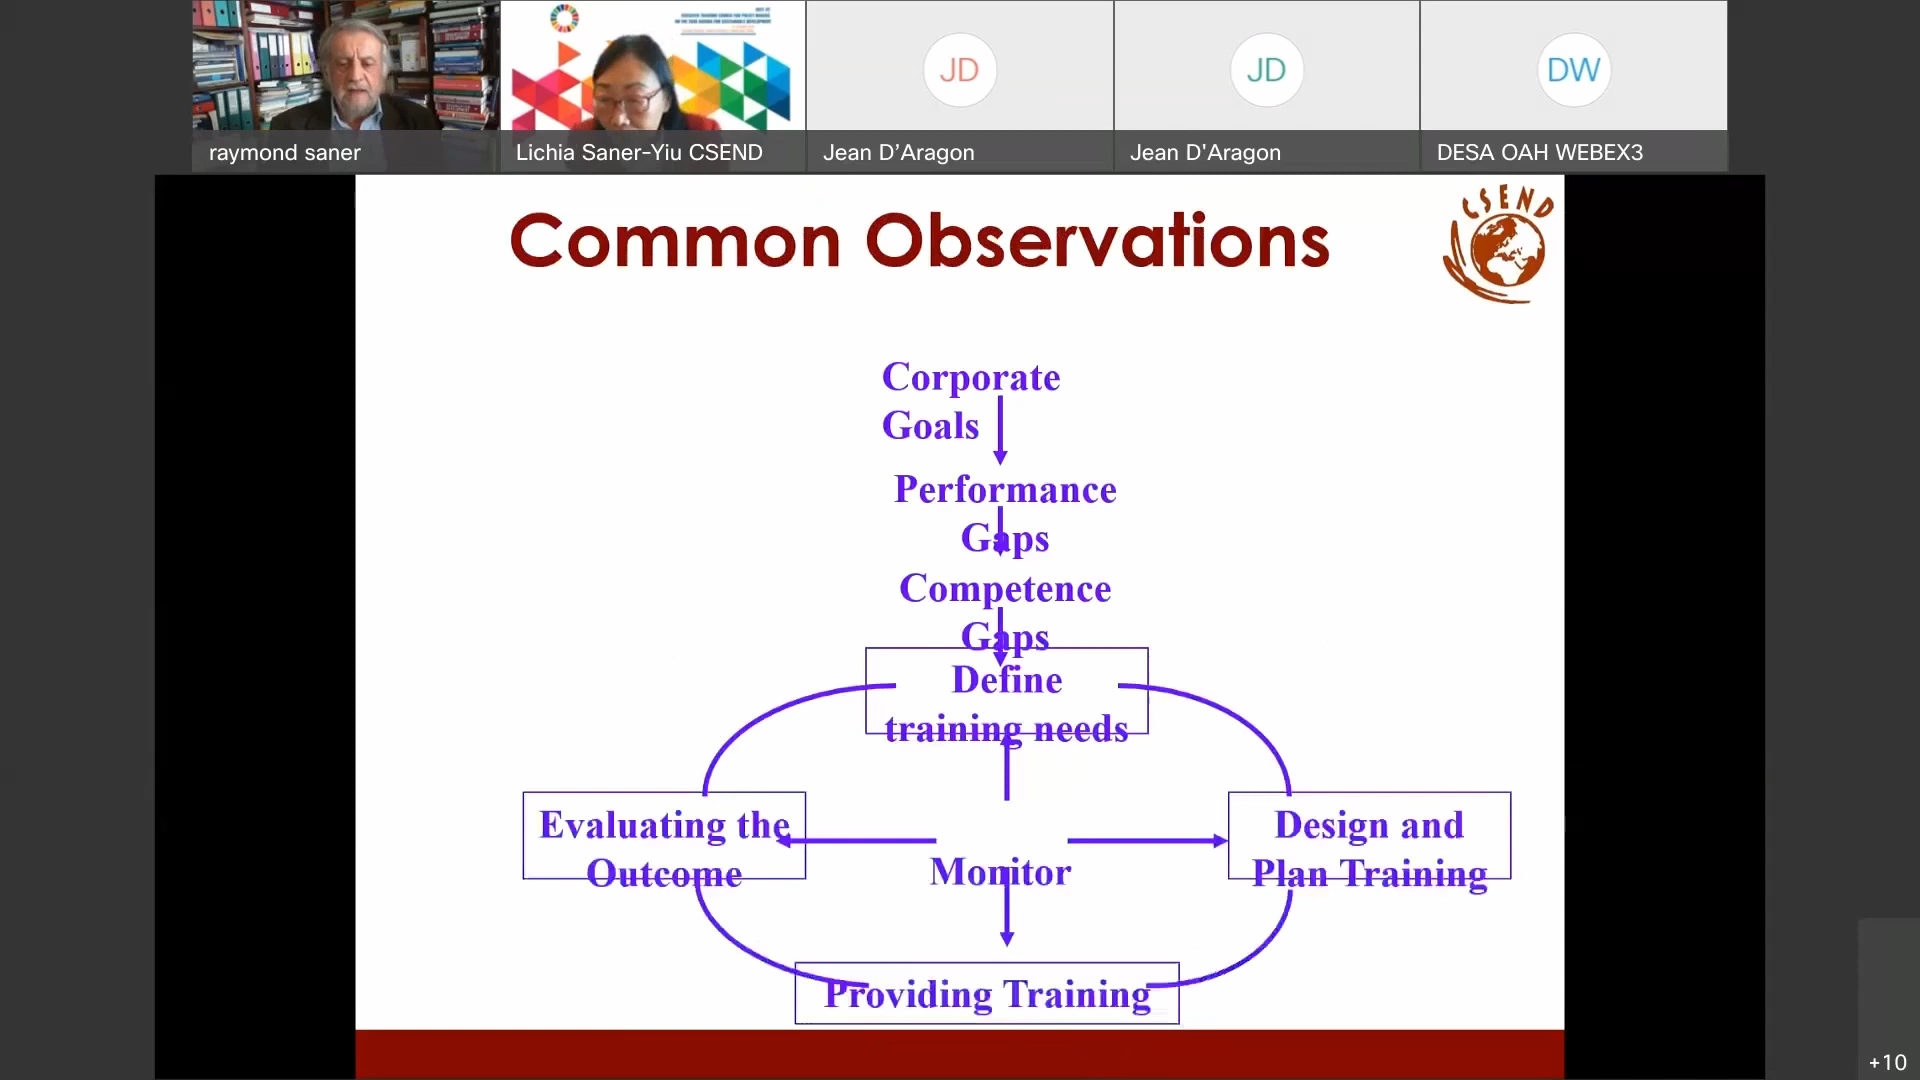 raymond saner
Lichia Saner-Yiu CSEND
JD
Jean D’Aragon
JD
Jean D'Aragon
DW
DESA OAH WEBEX3
Common Observations
CSEND
Corporate
Goals
Performance
Gaps
Competence
Gaps
Define
training needs
Evaluating the
Outcome
Monitor
Design and
Plan Training
Providing Training
+10